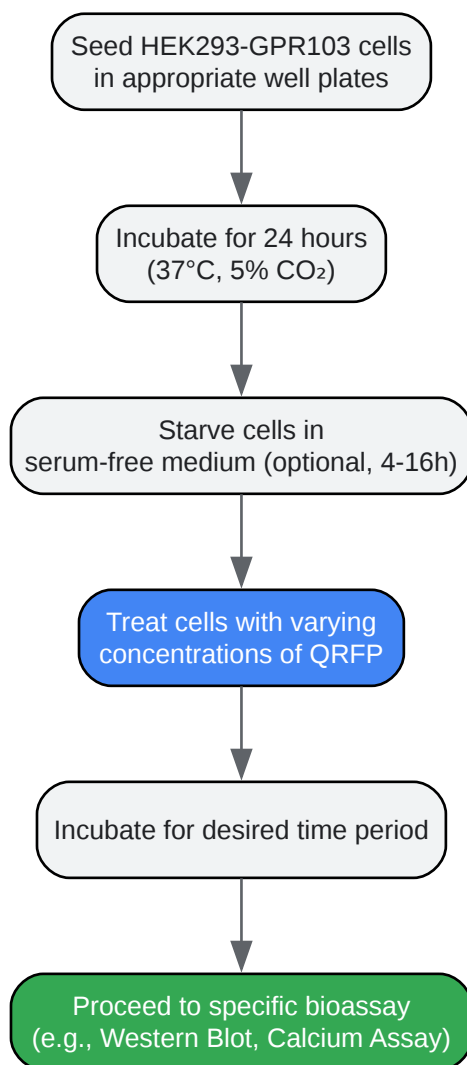 Seed HEK293-GPR103 cells
in appropriate well plates
Incubate for 24 hours
(37°C, 5% CO₂)
Starve cells in
serum-free medium (optional, 4-16h)
Treat cells with varying
concentrations of QRFP
Incubate for desired time period
Proceed to specific bioassay
(e.g., Western Blot, Calcium Assay)